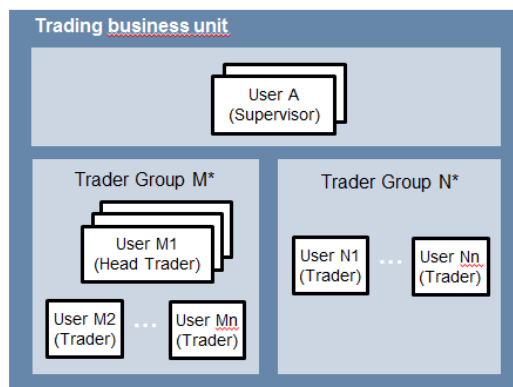 Trading business unit
User A
(Supervisor)
Trader Group M*
User M1
(Head Trader)
User M2
(Trader)
...
User Mn
(Trader)
Trader Group N*
User N1
(Trader)
...
User Nn
(Trader)